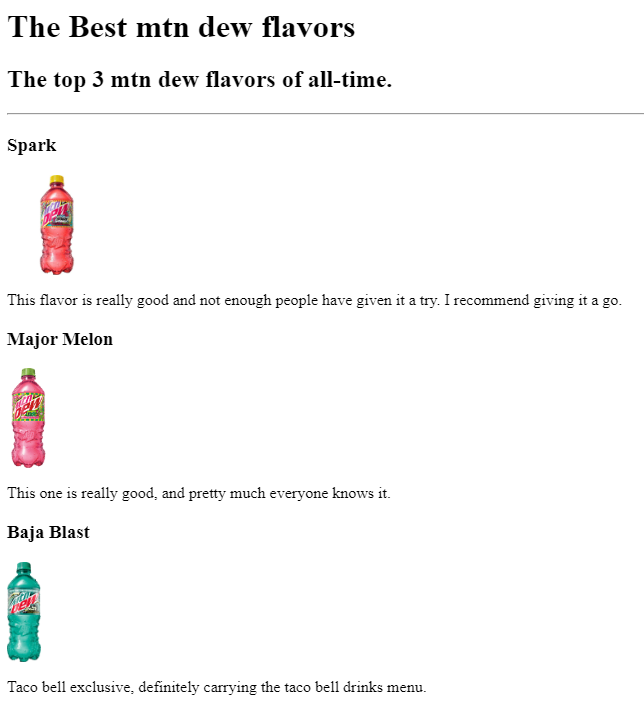 The Best mtn dew flavors
The top 3 mtn dew flavors of all-time.
Spark
This flavor is really good and not enough people have given it a try. I recommend giving it a go.
Major Melon
This one is really good, and pretty much everyone knows it.
Baja Blast
Taco bell exclusive, definitely carrying the taco bell drinks menu.